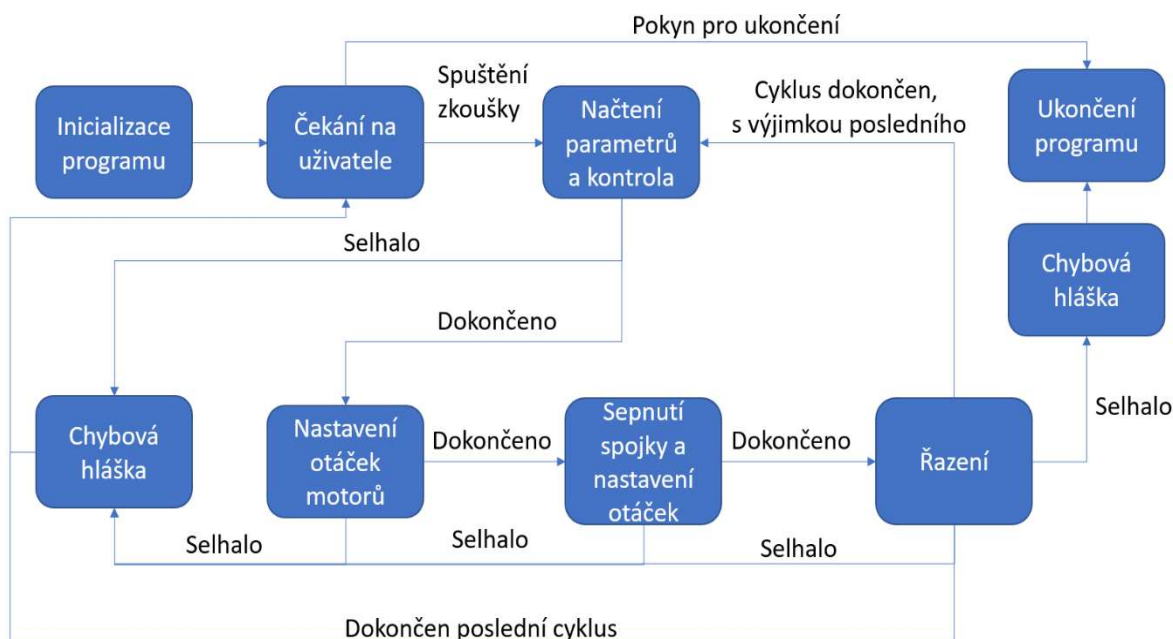 Pokyn pro ukončení
Inicializace
programu
Čekání na
uživatele
Spuštění
zkoušky
Načtení
parametrů
a kontrola
Cyklus dokončen,
s výjimkou posledního
Ukončení
programu
Selhalo
Chybová
hláška
Dokončeno
Chybová
hláška
Nastavení
otáček
motorů
Dokončeno
Sepnutí
spojky a
nastavení
otáček
Dokončeno
Řazení
Selhalo
Selhalo
Selhalo
Selhalo
Dokončen poslední cyklus